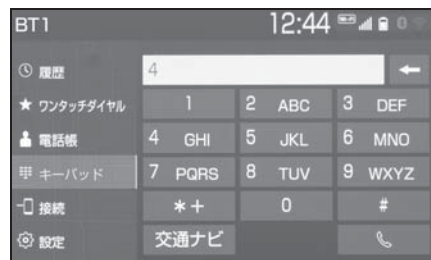 BT1 12:44
履歴 4
ワンタッチダイヤル 1 2 ABC 3 DEF
電話帳 4 GHI 5 JKL 6 MNO
キーパッド 7 PQRS 8 TUV 9 WXYZ
接続 *+ 0 #
設定 交通ナビ